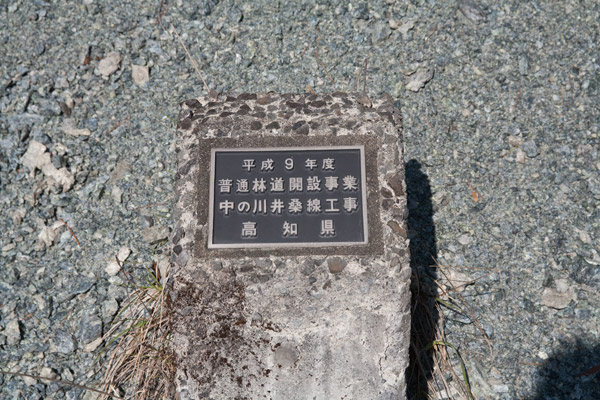 平成 9 年度
普通林道開設事業
中の川井桑線工事
高知県